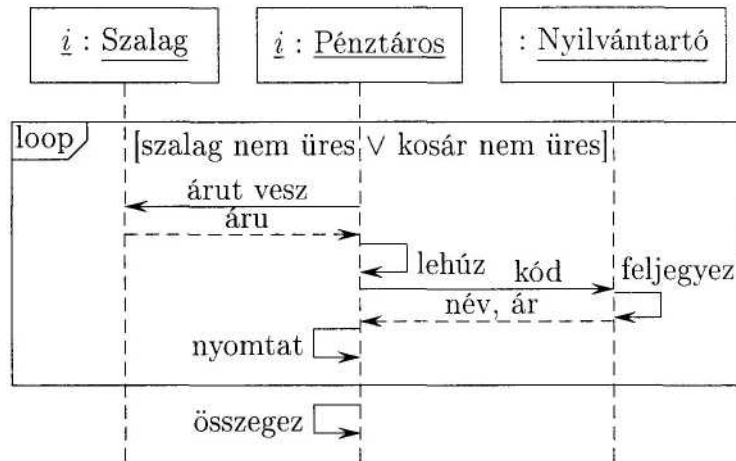 i : Szalag
i : Pénztáros
: Nyilvántartó
loop
[szalag nem üres ∨ kosár nem üres]
árut vesz
áru
lehúz
kód
feljegyez
név, ár
nyomtat
összegez